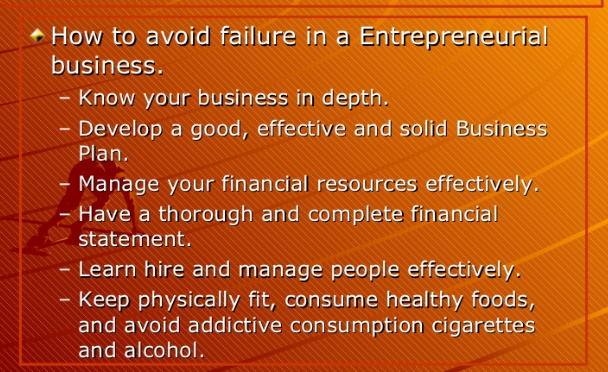 How to avoid failure in a Entrepreneurial
business.
– Know your business in depth.
– Develop a good, effective and solid Business
Plan.
– Manage your financial resources effectively.
– Have a thorough and complete financial
statement.
– Learn hire and manage people effectively.
– Keep physically fit, consume healthy foods,
and avoid addictive consumption cigarettes
and alcohol.